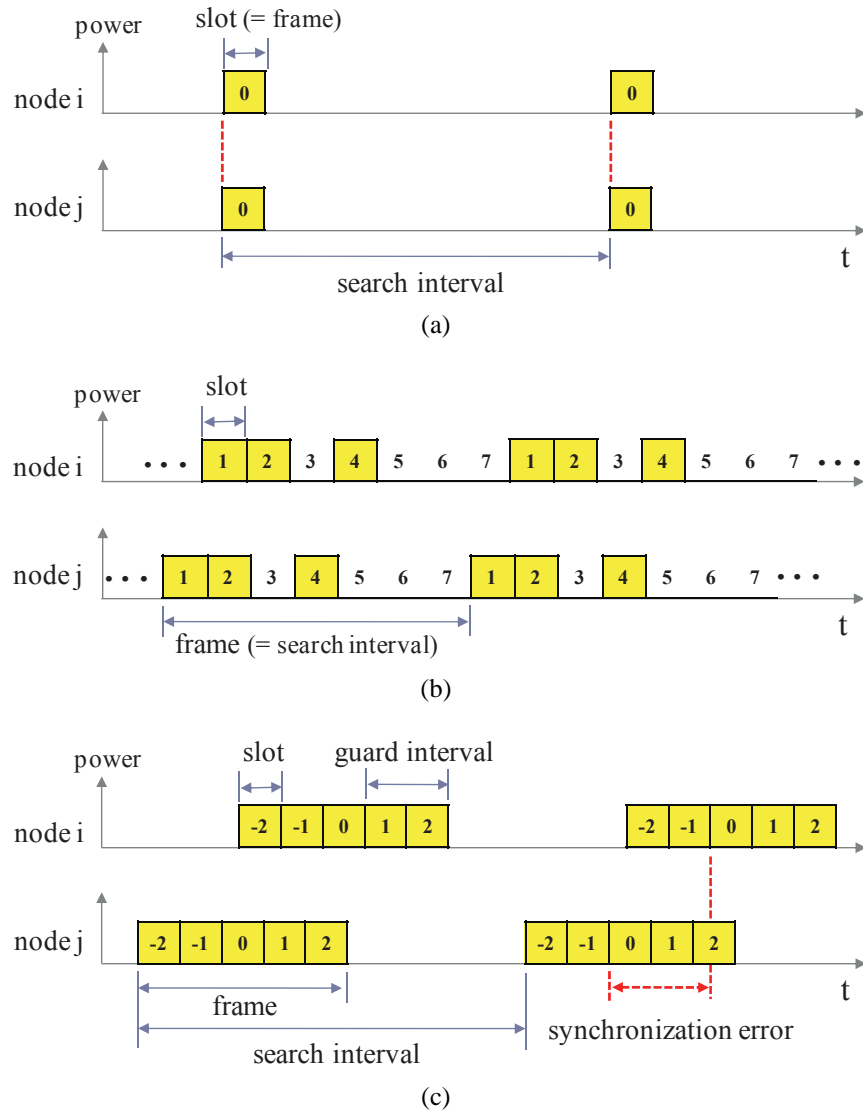 slot (= frame)
power
node i
0 0
node j
0 0
t
search interval
(a)
power
slot
node i
• • • 1 2 3 4 5 6 7 1 2 3 4 5 6 7 • • •
node j
• • • 1 2 3 4 5 6 7 1 2 3 4 5 6 7 • • •
frame (= search interval)
t
(b)
power
slot
guard interval
node i
-2 -1 0 1 2 -2 -1 0 1 2
node j
-2 -1 0 1 2 -2 -1 0 1 2
frame
t
search interval
synchronization error
(c)